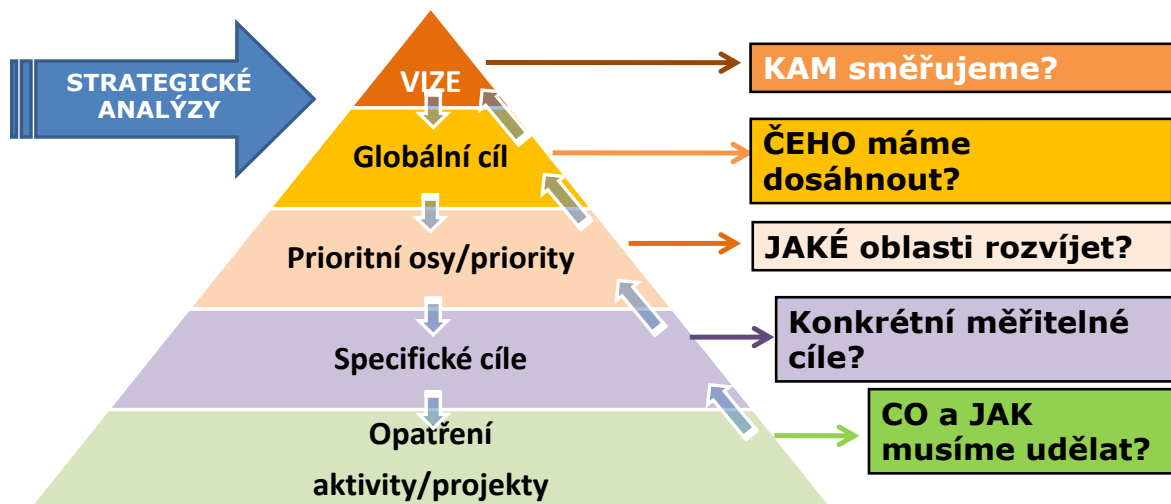 STRATEGICKÉ
ANALÝZY
VIZE
KAM směřujeme?
Globální cíl
ČEHO máme
dosáhnout?
Prioritní osy/priority
JAKÉ oblasti rozvíjet?
Specifické cíle
Konkrétní měřitelné
cíle?
Opatření
aktivity/projekty
CO a JAK
musíme udělat?